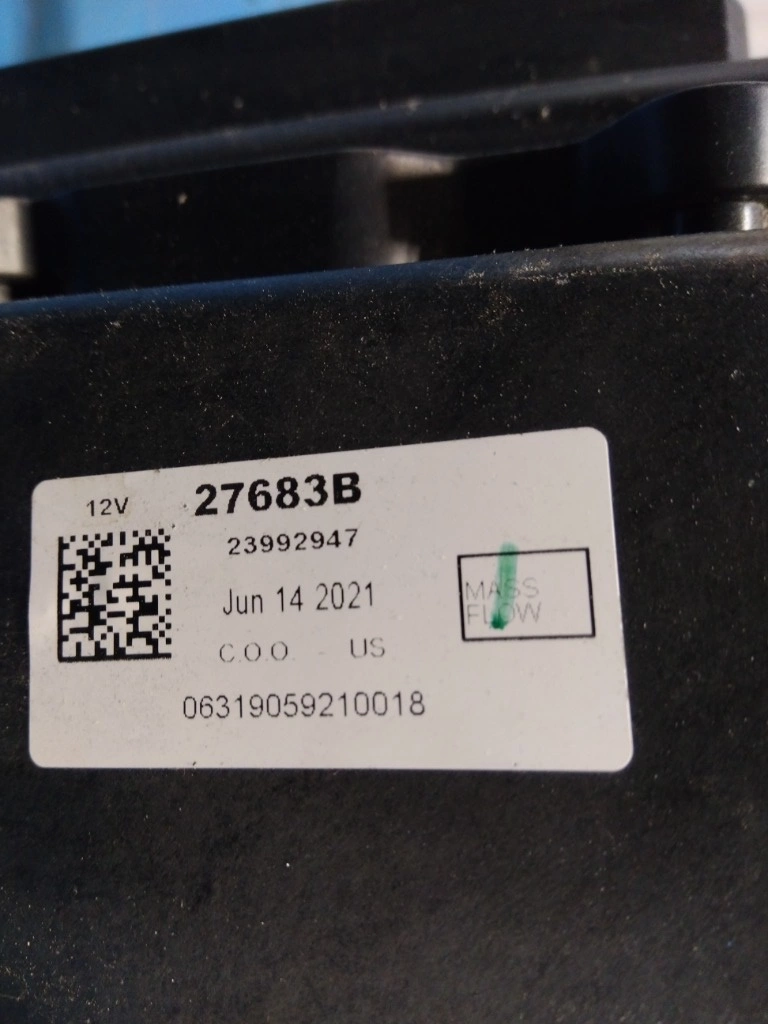 12V 27683B
23992947
Jun 14 2021
MASS
FLOW
C.O.O. - US
06319059210018